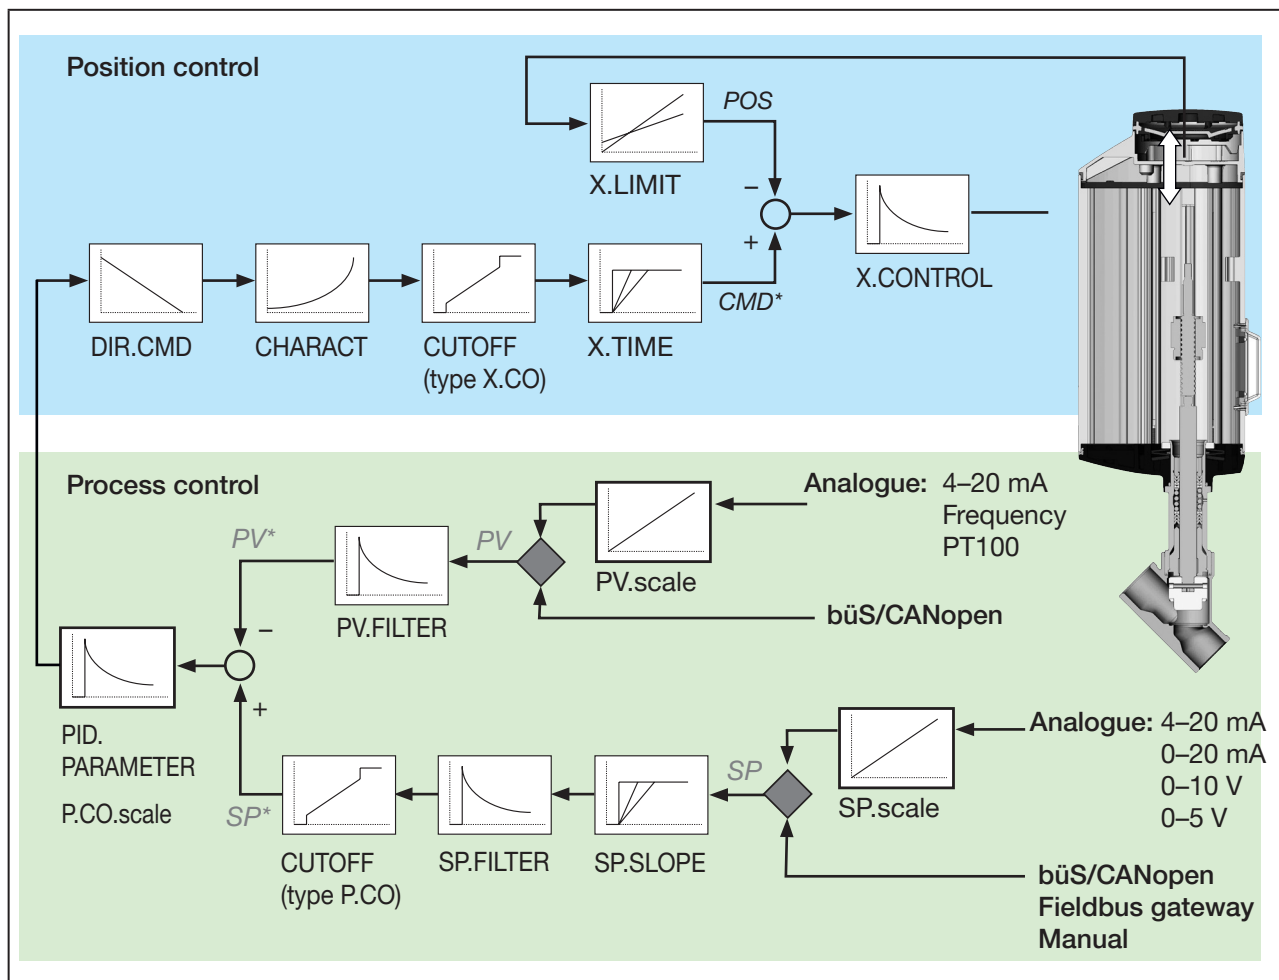 Position control
POS
X.LIMIT
–
+
X.CONTROL
CMD*
DIR.CMD
CHARACT
CUTOFF
(type X.CO)
X.TIME
Process control
Analogue: 4–20 mA
Frequency
PT100
PV*
PV
PV.scale
PV.FILTER
büS/CANopen
–
+
PID.
PARAMETER
P.CO.scale
Analogue: 4–20 mA
0–20 mA
0–10 V
0–5 V
SP
SP.scale
SP*
CUTOFF
(type P.CO)
SP.FILTER
SP.SLOPE
büS/CANopen
Fieldbus gateway
Manual